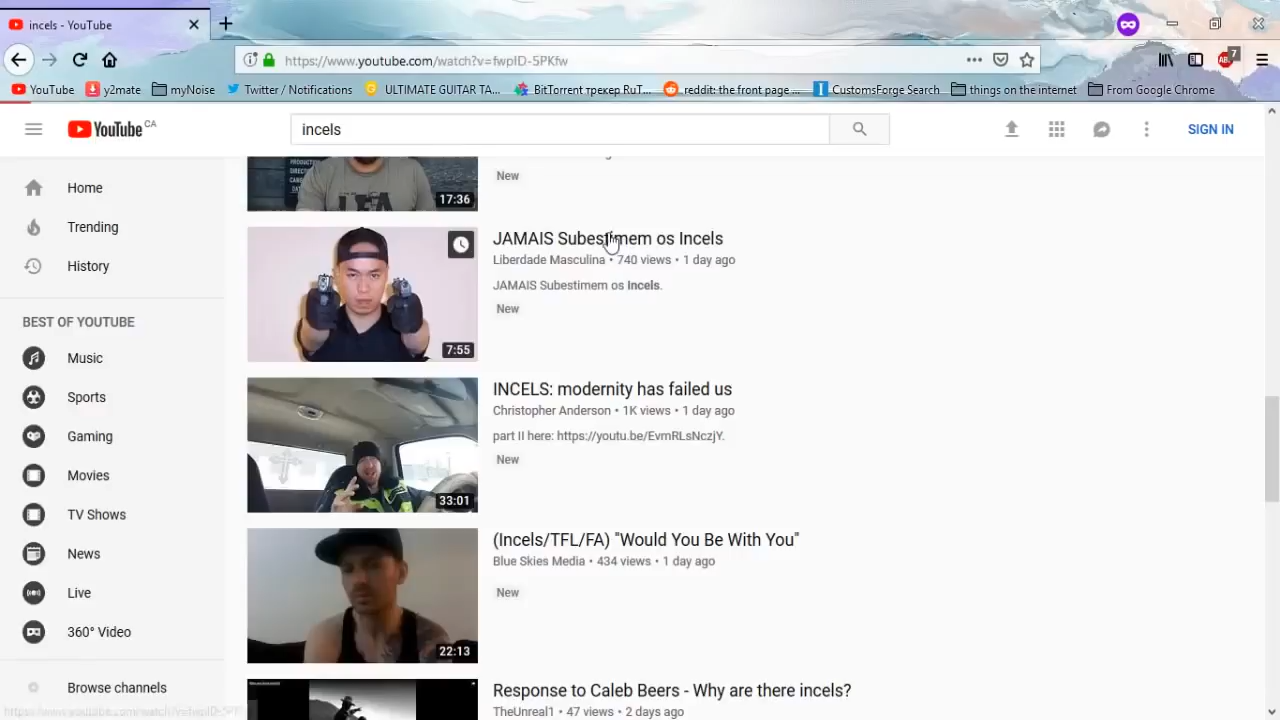 incels - YouTube
https://www.youtube.com/watch?v=fwpID-5PKfw
7
YouTube
y2mate
myNoise
Twitter / Notifications
ULTIMATE GUITAR TA...
BitTorrent трекер RuT...
reddit: the front page ...
CustomsForge Search
things on the internet
From Google Chrome
YouTube CA
incels
SIGN IN
Home
Trending
History
BEST OF YOUTUBE
Music
Sports
Gaming
Movies
TV Shows
News
Live
360° Video
Browse channels
17:36
New
JAMAIS Subestimem os Incels
Liberdade Masculina • 740 views • 1 day ago
JAMAIS Subestimem os Incels.
New
7:55
INCELS: modernity has failed us
Christopher Anderson • 1K views • 1 day ago
part II here: https://youtu.be/EvmRLsNczjY.
New
33:01
(Incels/TFL/FA) "Would You Be With You"
Blue Skies Media • 434 views • 1 day ago
New
22:13
Response to Caleb Beers - Why are there incels?
TheUnreal1 • 47 views • 2 days ago